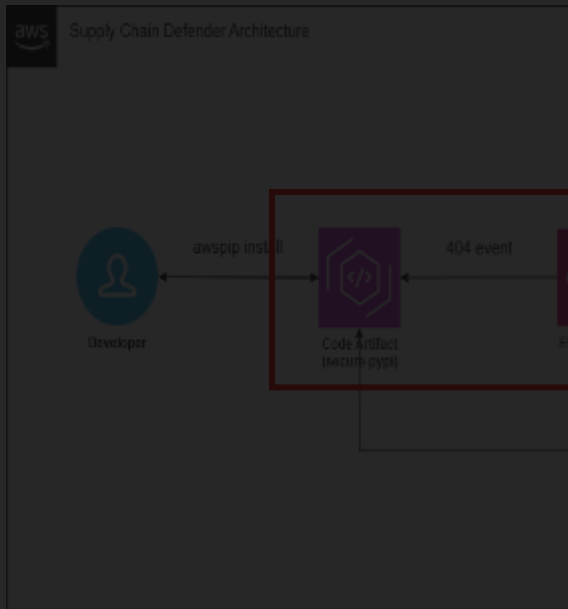 aws
Supply Chain Defender Architecture
awspip install
404 event
Developer
Code Artifact
(secure-pypi)